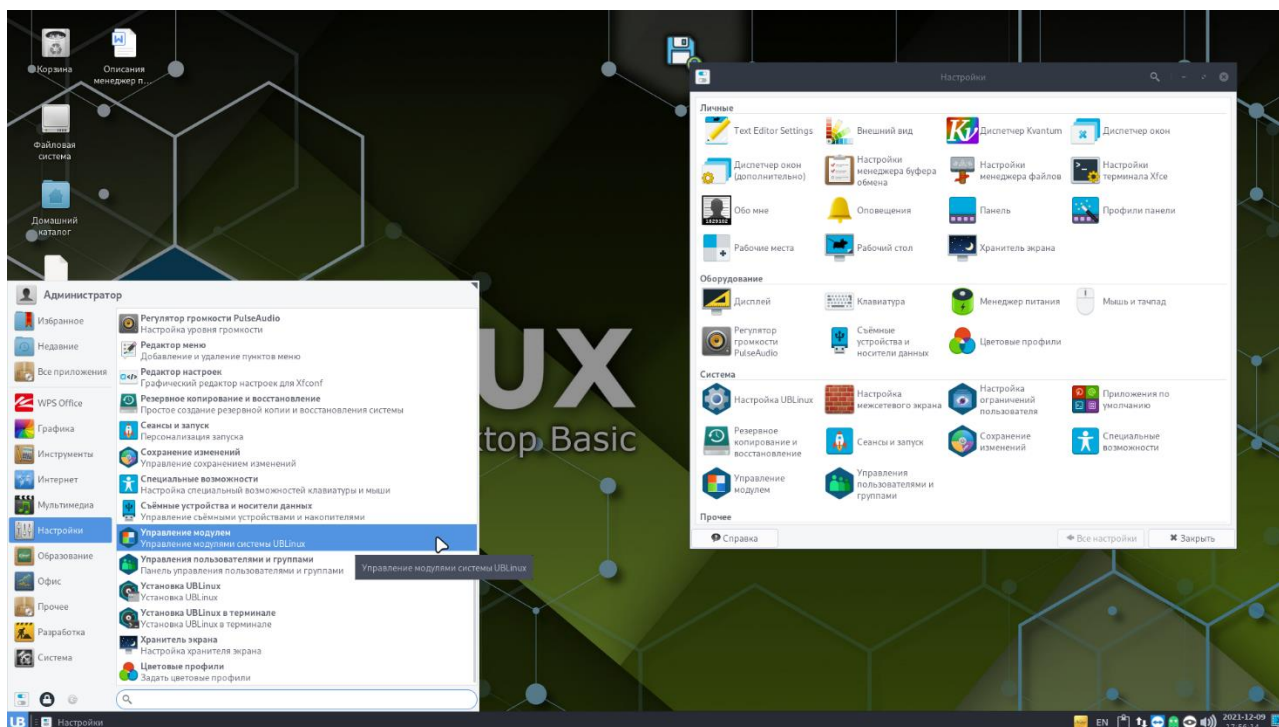 Корзина
Описания
менеджер п...
Файловая
система
Домашний
каталог
UX
ktop Basic
Настройки
Личные
Text Editor Settings
Внешний вид
Диспетчер Kvantum
Диспетчер окон
Диспетчер окон
(дополнительно)
Настройки
менеджера буфера
обмена
Настройки
менеджера файлов
Настройки
терминала Xfce
Обо мне
Оповещения
Панель
Профили панели
Рабочие места
Рабочий стол
Хранитель экрана
Оборудование
Дисплей
Клавиатура
Менеджер питания
Мышь и тачпад
Регулятор
громкости
PulseAudio
Съёмные
устройства и
носители данных
Цветовые профили
Система
Настройка UBLinux
Настройка
межсетевого экрана
Настройка
ограничений
пользователя
Приложения по
умолчанию
Резервное
копирование и
восстановление
Сеансы и запуск
Сохранение
изменений
Специальные
возможности
Управление
модулем
Управления
пользователями и
группами
Прочее
Справка
Все настройки
Закрыть
Администратор
Избранное
Недавние
Все приложения
WPS Office
Графика
Инструменты
Интернет
Мультимедиа
Настройки
Образование
Офис
Прочее
Разработка
Система
Регулятор громкости PulseAudio
Настройка уровня громкости
Редактор меню
Добавление и удаление пунктов меню
Редактор настроек
Графический редактор настроек для Xfconf
Резервное копирование и восстановление
Простое создание резервной копии и восстановления системы
Сеансы и запуск
Персонализация запуска
Сохранение изменений
Управление сохранением изменений
Специальные возможности
Настройка специальный возможностей клавиатуры и мыши
Съёмные устройства и носители данных
Управление съёмными устройствами и накопителями
Управление модулем
Управление модулями системы UBLinux
Управления пользователями и группами
Панель управления пользователями и группами
Управление модулями системы UBLinux
Установка UBLinux
Установка UBLinux
Установка UBLinux в терминале
Установка UBLinux в терминале
Хранитель экрана
Настройка хранителя экрана
Цветовые профили
Задать цветовые профили
UB
Настройки
EN
2021-12-09